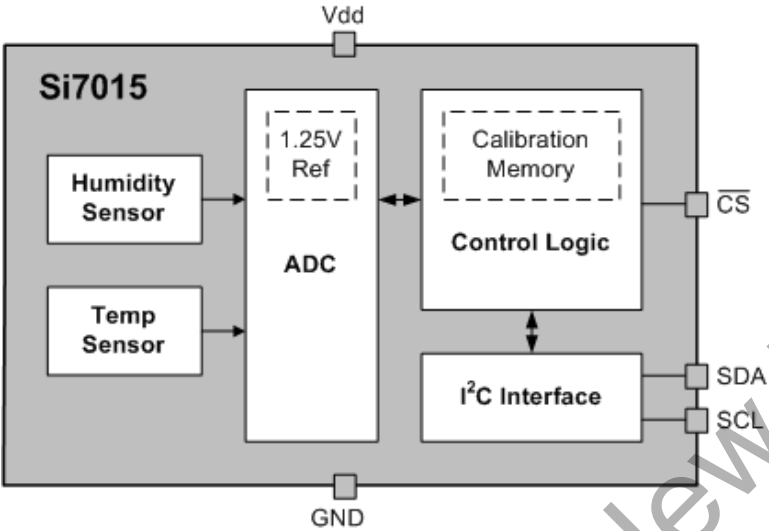 Vdd
Si7015
1.25V
Ref
ADC
Calibration
Memory
Control Logic
Humidity
Sensor
Temp
Sensor
I²C Interface
C̅S̅
SDA
SCL
GND